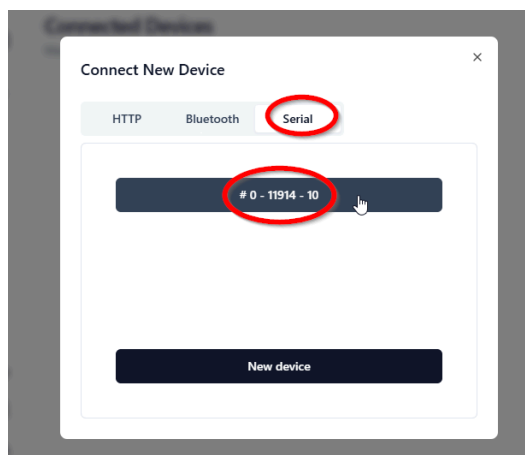 Connected Devices
Connect New Device
HTTP Bluetooth Serial
# 0 - 11914 - 10
New device